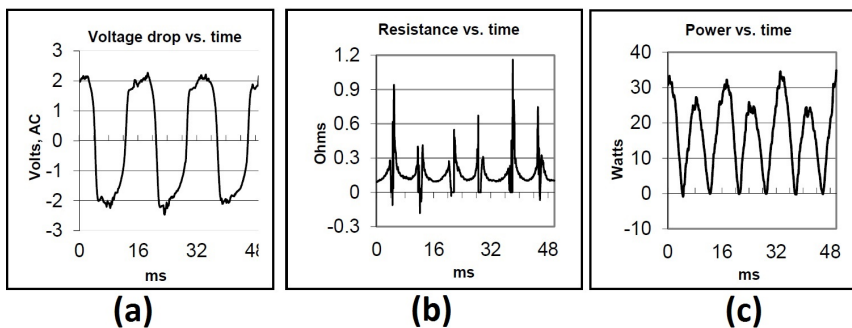 Voltage drop vs. time
3
2
1
0
-1
-2
-3
Volts, AC
0 16 32 48
ms
(a)
Resistance vs. time
1.2
0.9
0.6
0.3
0
-0.3
Ohms
0 16 32 48
ms
(b)
Power vs. time
40
30
20
10
0
-10
Watts
0 16 32 48
ms
(c)